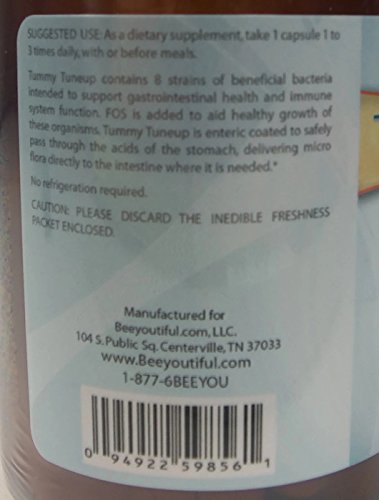 SUGGESTED USE: As a dietary supplement, take 1 capsule 1 to
3 times daily, with or before meals.
Tummy Tuneup contains 8 strains of beneficial bacteria
intended to support gastrointestinal health and immune
system function. FOS is added to aid healthy growth of
these organisms. Tummy Tuneup is enteric coated to safely
pass through the acids of the stomach, delivering micro
flora directly to the intestine where it is needed.*
No refrigeration required.
CAUTION: PLEASE DISCARD THE INEDIBLE FRESHNESS
PACKET ENCLOSED.
Manufactured for
Beeyoutiful.com, LLC.
104 S. Public Sq. Centerville, TN 37033
www.Beeyoutiful.com
1-877-6BEEYOU
0 94922 59856 1